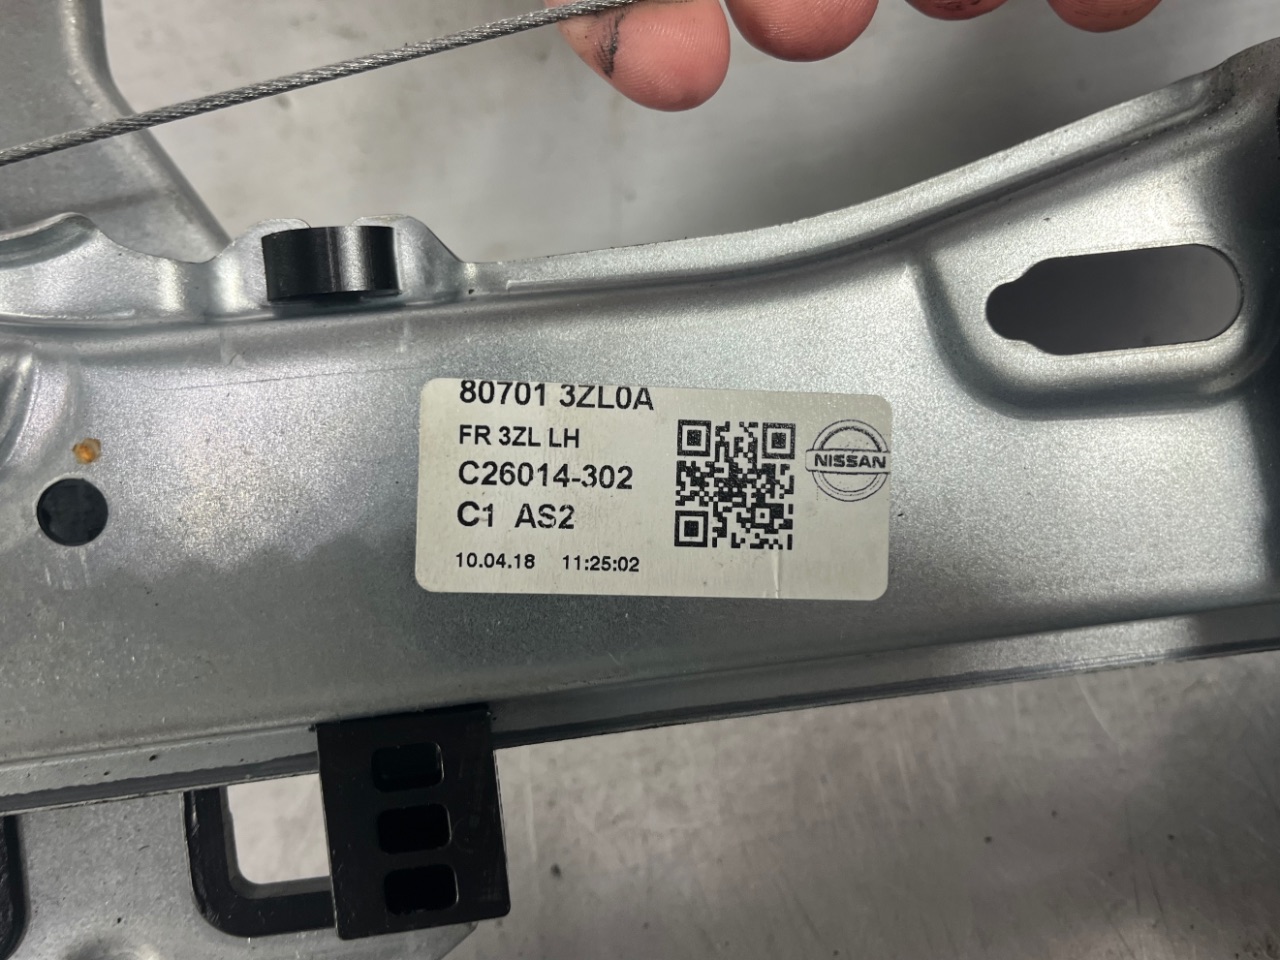 80701 3ZL0A
FR 3ZL LH
C26014-302
C1 AS2
10.04.18 11:25:02
NISSAN